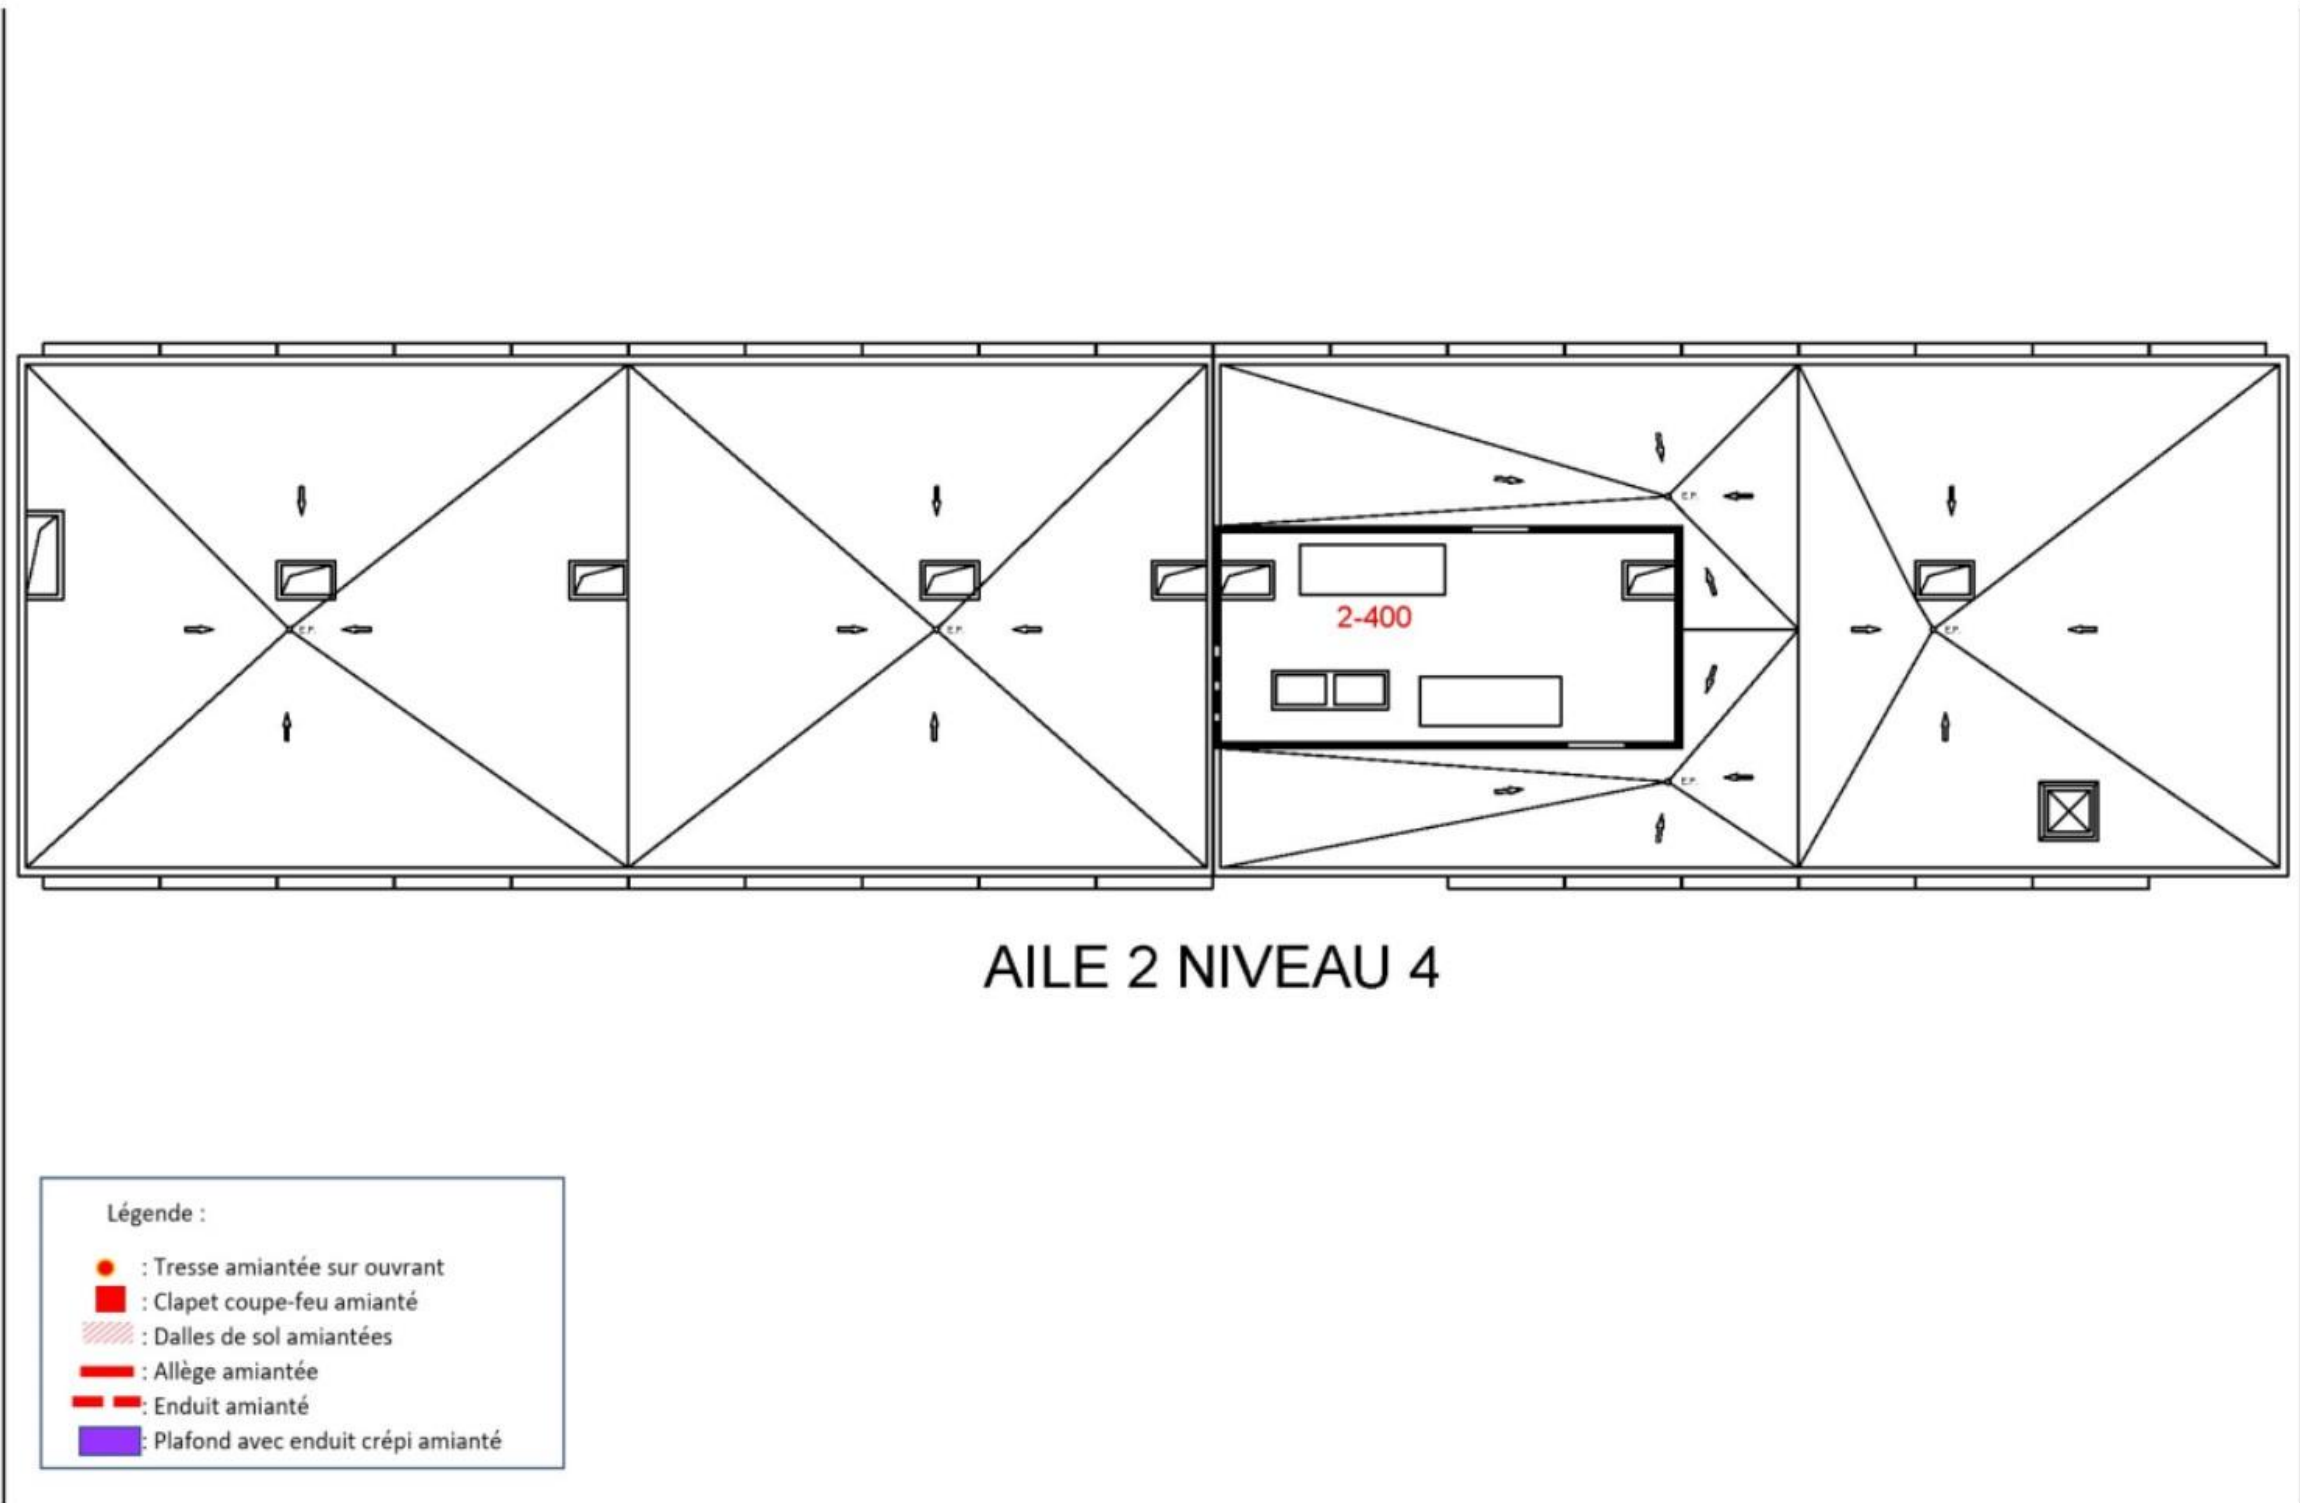 E.P.
E.P.
E.P.
E.P.
E.P.
2-400
AILE 2 NIVEAU 4
Légende :
: Tresse amiantée sur ouvrant
: Clapet coupe-feu amianté
: Dalles de sol amiantées
: Allège amiantée
: Enduit amianté
: Plafond avec enduit crépi amianté